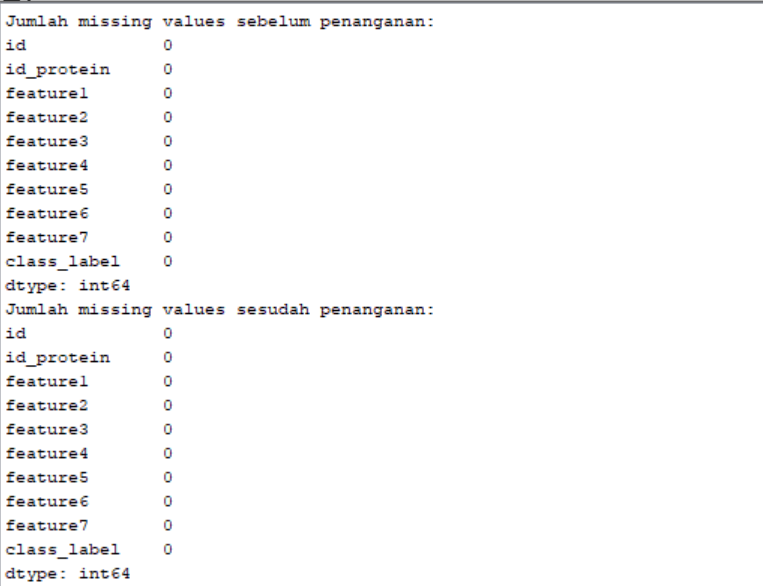 Jumlah missing values sebelum penanganan:
id 0
id_protein 0
feature1 0
feature2 0
feature3 0
feature4 0
feature5 0
feature6 0
feature7 0
class_label 0
dtype: int64
Jumlah missing values sesudah penanganan:
id 0
id_protein 0
feature1 0
feature2 0
feature3 0
feature4 0
feature5 0
feature6 0
feature7 0
class_label 0
dtype: int64